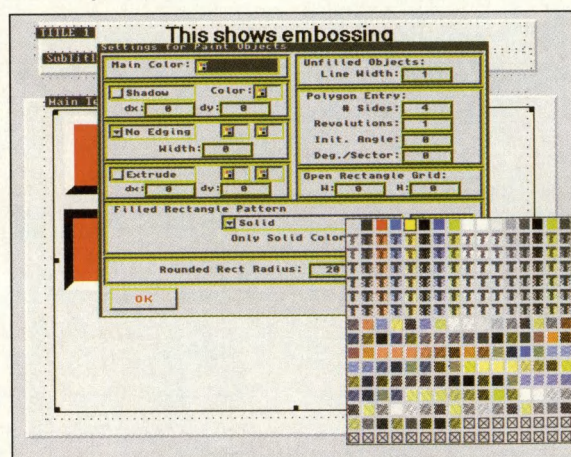 This shows embossing
TITLE 1
Settings for Paint Objects
SubTitl
Main Color:
Unfilled Objects:
Line Width: 1
Shadow Color:
dx: 0 dy: 0
Polygon Entry:
# Sides: 4
Revolutions: 1
Init. Angle: 0
Deg./Sector: 0
Main Te
No Edging
Width: 0
Extrude
dx: 0 dy: 0
Open Rectangle Grid:
W: 0 H: 0
Filled Rectangle Pattern
Solid
Only Solid Color
Rounded Rect Radius: 20
OK